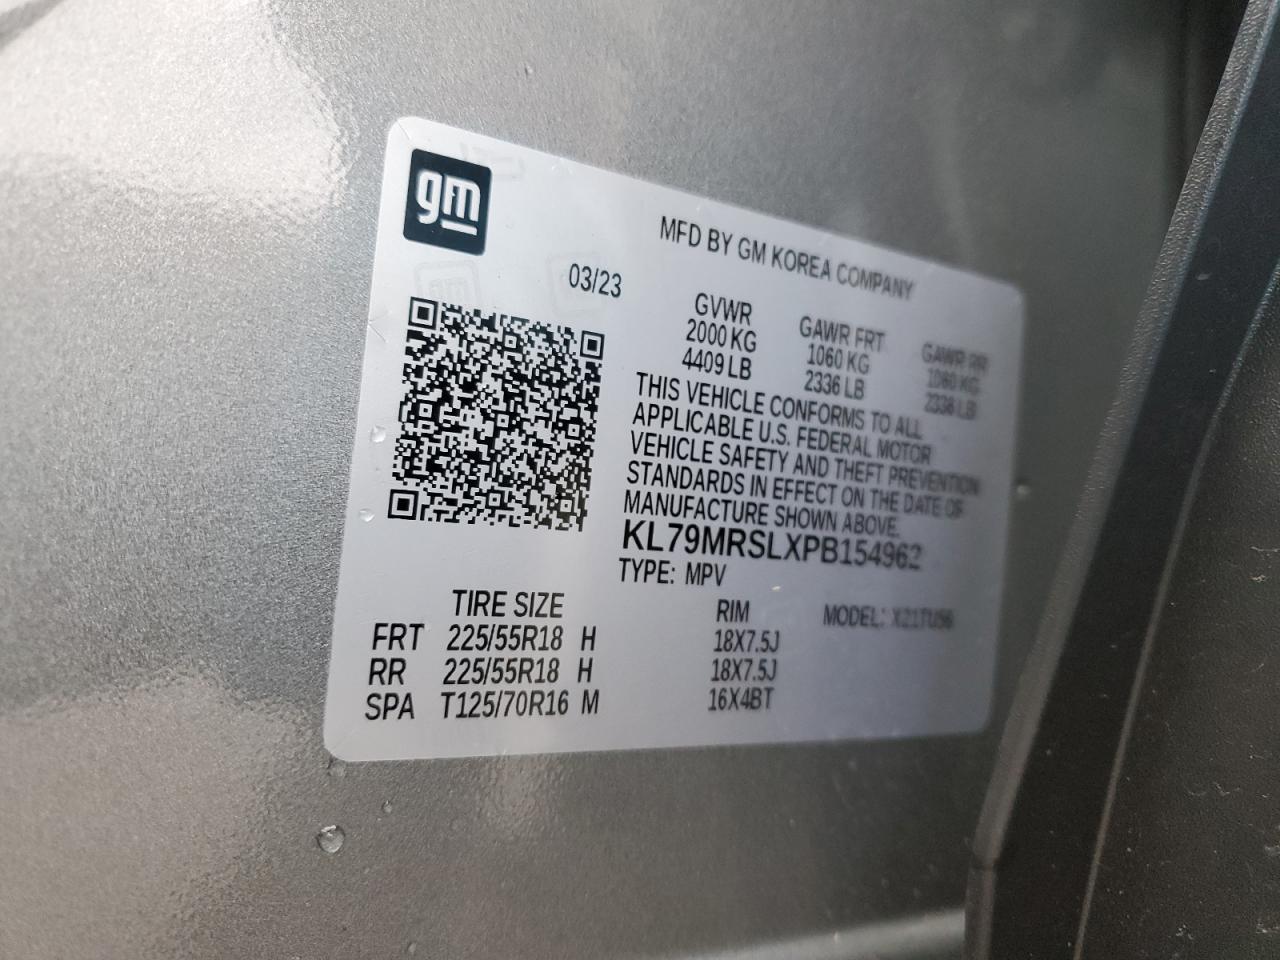 gm
MFD BY GM KOREA COMPANY
03/23
GVWR GAWR FRT GAWR RR
2000 KG 1060 KG 1060 KG
4409 LB 2336 LB 2336 LB
THIS VEHICLE CONFORMS TO ALL
APPLICABLE U.S. FEDERAL MOTOR
VEHICLE SAFETY AND THEFT PREVENTION
STANDARDS IN EFFECT ON THE DATE OF
MANUFACTURE SHOWN ABOVE.
KL79MRSLXPB154962
TYPE: MPV MODEL: X21TU56
TIRE SIZE RIM
FRT 225/55R18 H 18X7.5J
RR 225/55R18 H 18X7.5J
SPA T125/70R16 M 16X4BT